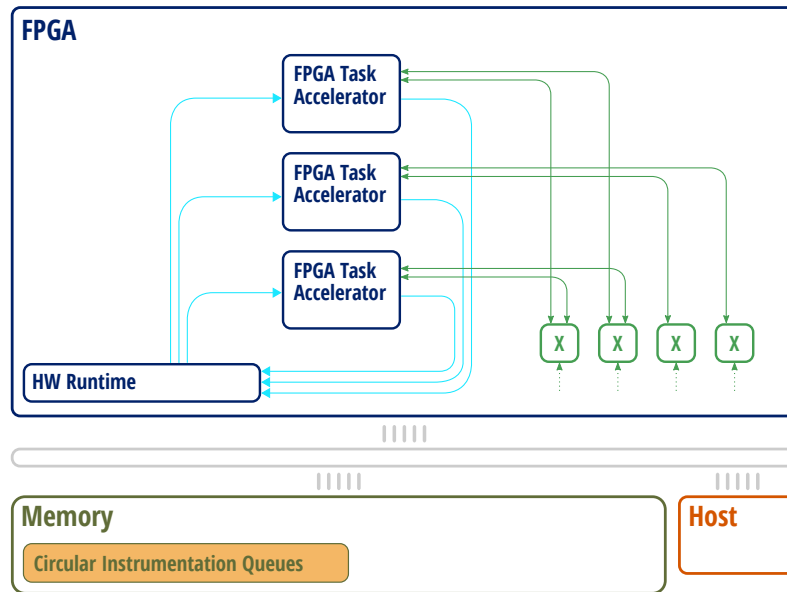 FPGA
FPGA Task
Accelerator
FPGA Task
Accelerator
FPGA Task
Accelerator
X X X X
HW Runtime
Memory
Host
Circular Instrumentation Queues